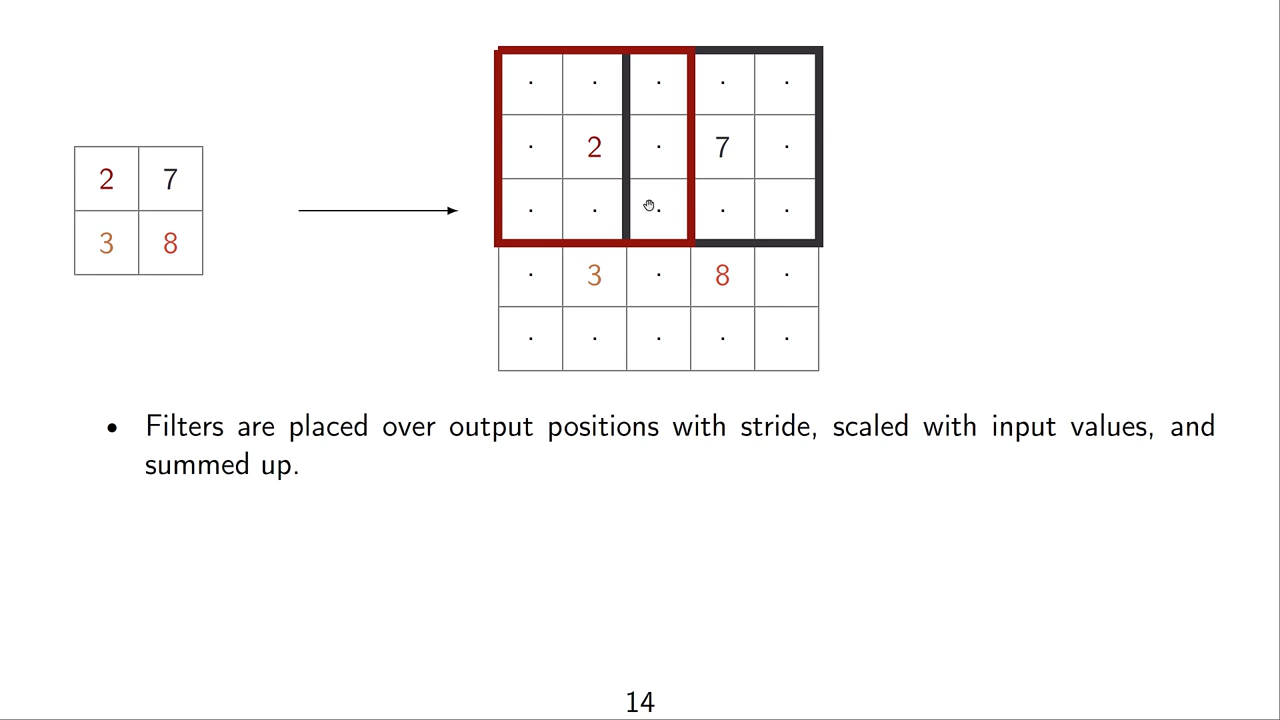 2 7
3 8
· · · · ·
· 2 · 7 ·
· · · · ·
· 3 · 8 ·
· · · · ·
• Filters are placed over output positions with stride, scaled with input values, and
summed up.
14